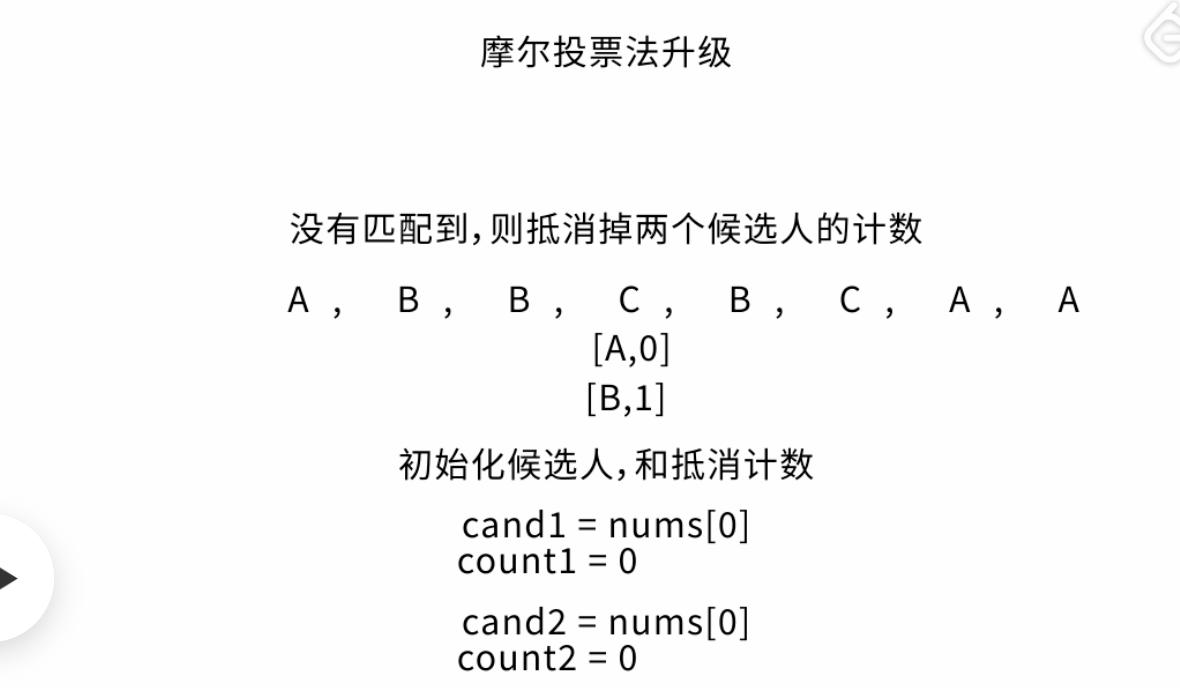 摩尔投票法升级
没有匹配到,则抵消掉两个候选人的计数
A , B , B , C , B , C , A , A
[A,0]
[B,1]
初始化候选人,和抵消计数
cand1 = nums[0]
count1 = 0
cand2 = nums[0]
count2 = 0